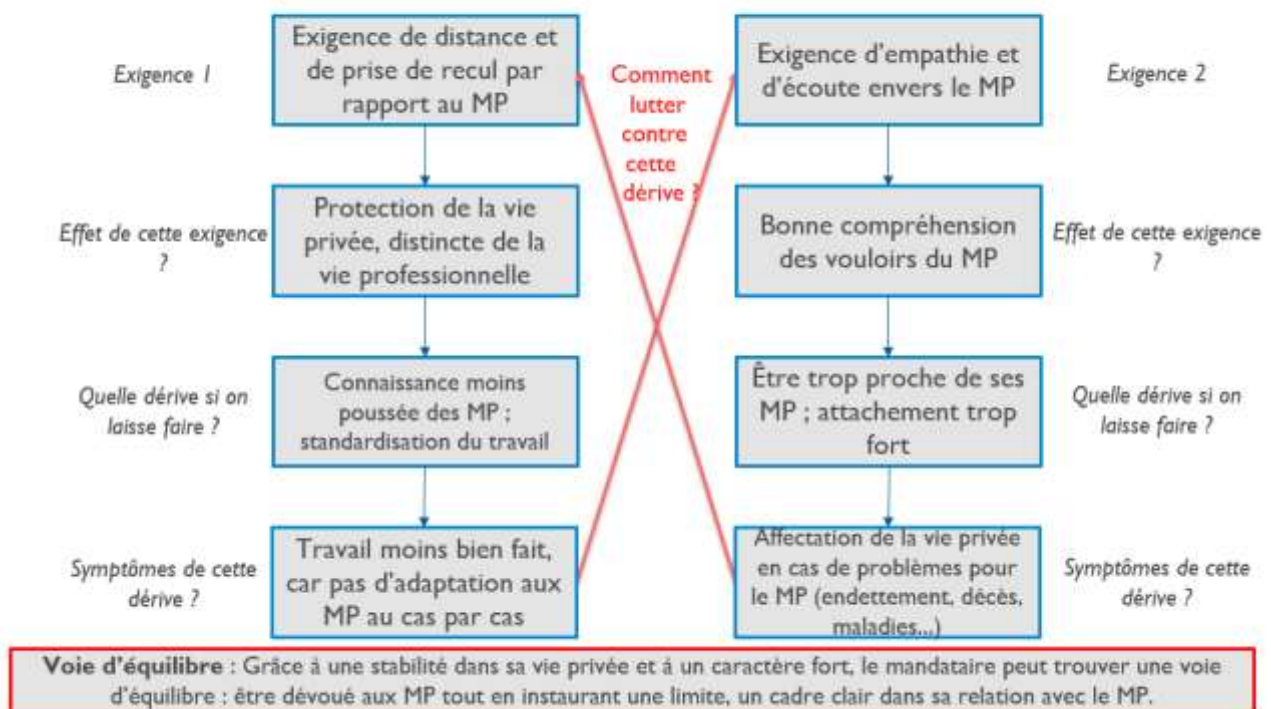 Exigence 1
Exigence de distance et
de prise de recul par
rapport au MP
Comment
lutter
contre
cette
dérive ?
Exigence d'empathie et
d'écoute envers le MP
Exigence 2
Effet de cette exigence
?
Protection de la vie
privée, distincte de la
vie professionnelle
Bonne compréhension
des vouloirs du MP
Effet de cette exigence
?
Quelle dérive si on
laisse faire ?
Connaissance moins
poussée des MP ;
standardisation du travail
Être trop proche de ses
MP ; attachement trop
fort
Quelle dérive si on
laisse faire ?
Symptômes de cette
dérive ?
Travail moins bien fait,
car pas d'adaptation aux
MP au cas par cas
Affectation de la vie privée
en cas de problèmes pour
le MP (endettement, décès,
maladies...)
Symptômes de cette
dérive ?
Voie d'équilibre : Grâce à une stabilité dans sa vie privée et à un caractère fort, le mandataire peut trouver une voie
d'équilibre : être dévoué aux MP tout en instaurant une limite, un cadre clair dans sa relation avec le MP.